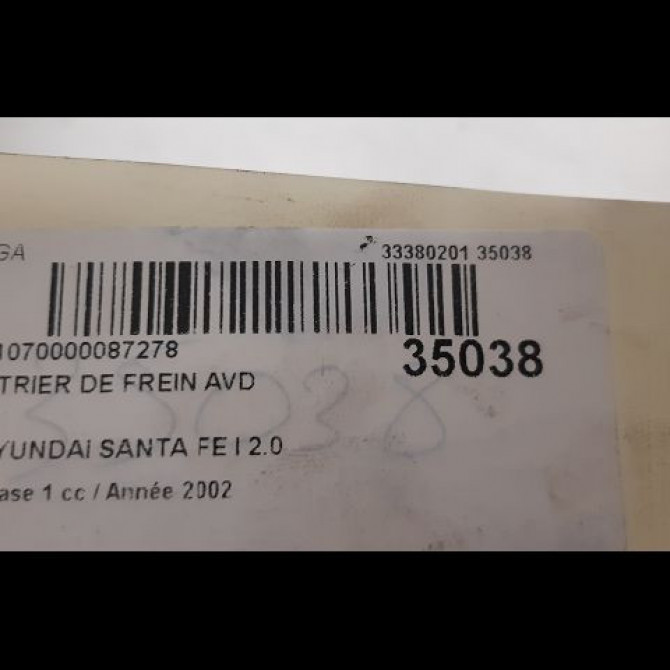 GA 33380201 35038
1070000087278 35038
TRIER DE FREIN AVD
35038
YUNDAi SANTA FE I 2.0
ase 1 cc / Année 2002